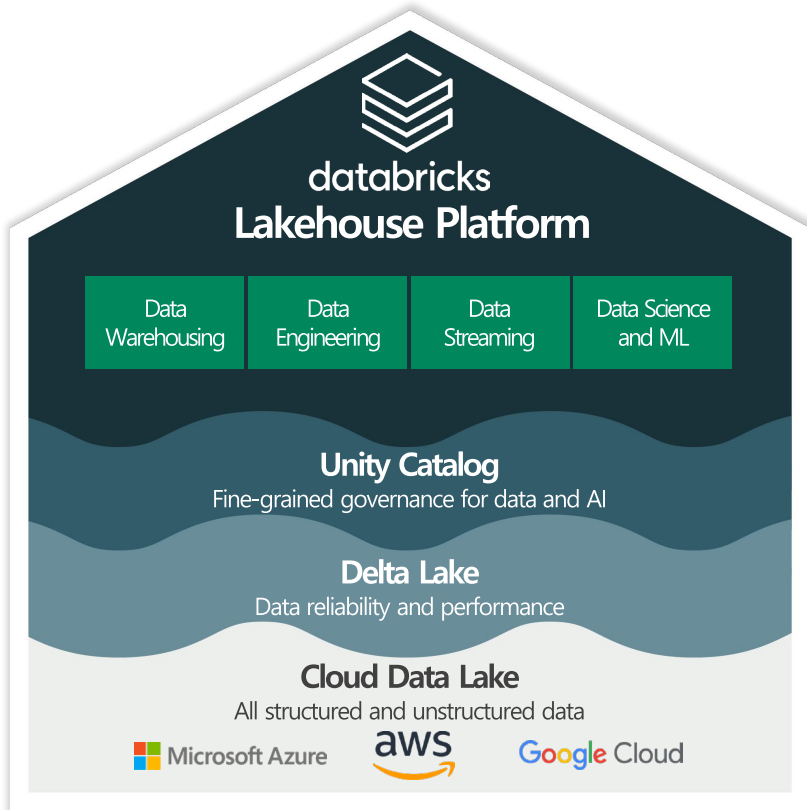 databricks
Lakehouse Platform
Data
Warehousing
Data
Engineering
Data
Streaming
Data Science
and ML
Unity Catalog
Fine-grained governance for data and AI
Delta Lake
Data reliability and performance
Cloud Data Lake
All structured and unstructured data
Microsoft Azure
aws
Google Cloud